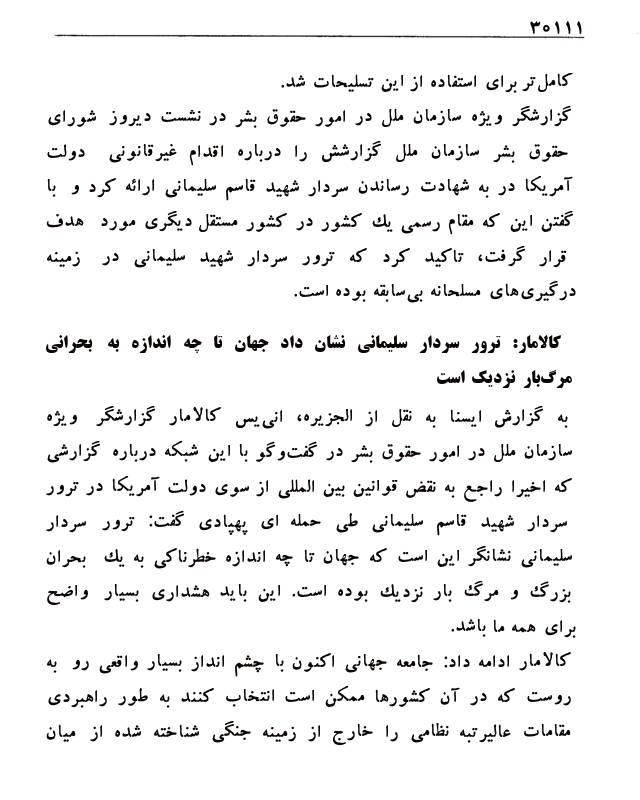 ۳۰۱۱۱
کامل‌تر برای استفاده از این تسلیحات شد.
گزارشگر ویژه سازمان ملل در امور حقوق بشر در نشست دیروز شورای
حقوق بشر سازمان ملل گزارشش را درباره اقدام غیرقانونی دولت
آمریکا در به شهادت رساندن سردار شهید قاسم سلیمانی ارائه کرد و با
گفتن این که مقام رسمی یك کشور در کشور مستقل دیگری مورد هدف
قرار گرفت، تاکید کرد که ترور سردار شهید سلیمانی در زمینه
درگیری‌های مسلحانه بی‌سابقه بوده است.
کالامار: ترور سردار سلیمانی نشان داد جهان تا چه اندازه به بحرانی
مرگ‌بار نزدیک است
به گزارش ایسنا به نقل از الجزیره، انی‌یس کالامار گزارشگر ویژه
سازمان ملل در امور حقوق بشر در گفت‌وگو با این شبکه درباره گزارشی
که اخیرا راجع به نقض قوانین بین المللی از سوی دولت آمریکا در ترور
سردار شهید قاسم سلیمانی طی حمله ای پهپادی گفت: ترور سردار
سلیمانی نشانگر این است که جهان تا چه اندازه خطرناکی به یك بحران
بزرگ و مرگ بار نزدیك بوده است. این باید هشداری بسیار واضح
برای همه ما باشد.
کالامار ادامه داد: جامعه جهانی اکنون با چشم انداز بسیار واقعی رو به
روست که در آن کشورها ممکن است انتخاب کنند به طور راهبردی
مقامات عالیرتبه نظامی را خارج از زمینه جنگی شناخته شده از میان